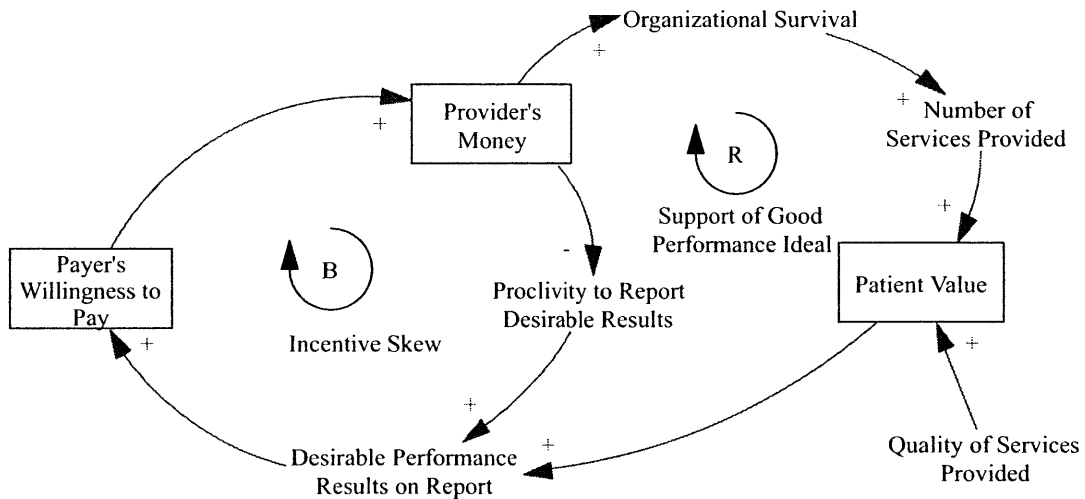 Organizational Survival
+
Provider's
Money
+
+
Number of
Services Provided
R
Support of Good
Performance Ideal
+
-
Payer's
Willingness to
Pay
B
Patient Value
Proclivity to Report
Desirable Results
Incentive Skew
+
+
+
+
Desirable Performance
Results on Report
Quality of Services
Provided